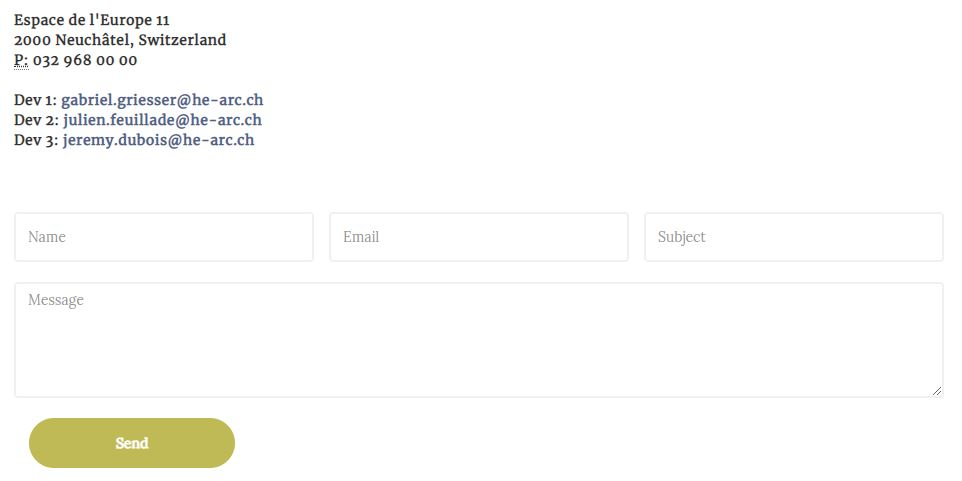 Espace de l'Europe 11
2000 Neuchâtel, Switzerland
P: 032 968 00 00
Dev 1: gabriel.griesser@he-arc.ch
Dev 2: julien.feuillade@he-arc.ch
Dev 3: jeremy.dubois@he-arc.ch
Name Email Subject
Message
Send